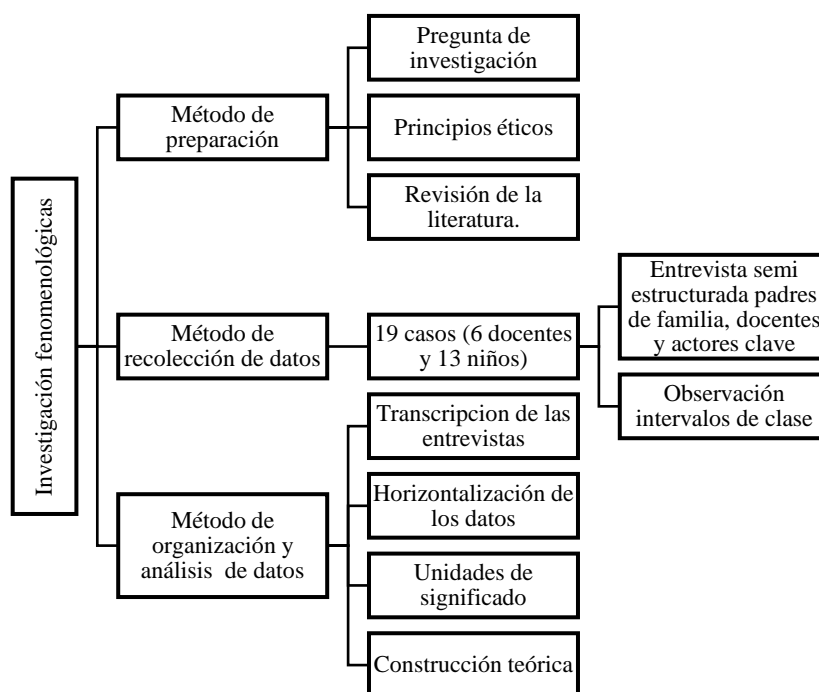 Investigación fenomenológicas
Método de
preparación
Pregunta de
investigación
Principios éticos
Revisión de la
literatura.
Método de
recolección de datos
19 casos (6 docentes
y 13 niños)
Entrevista semi
estructurada padres
de familia, docentes
y actores clave
Observación
intervalos de clase
Método de
organización y
análisis de datos
Transcripcion de las
entrevistas
Horizontalización de
los datos
Unidades de
significado
Construcción teórica